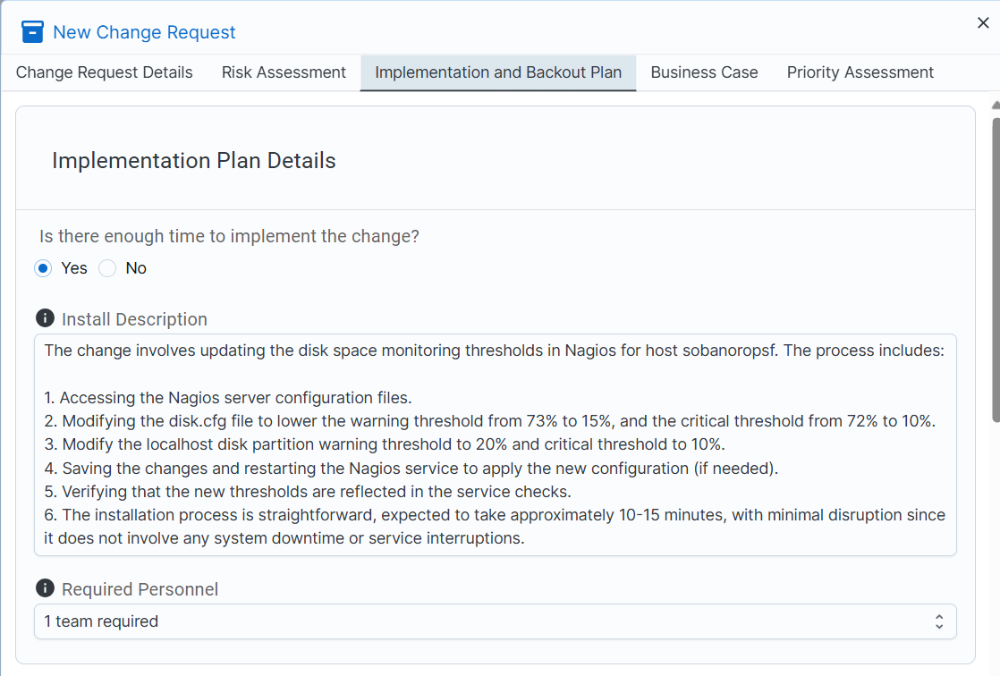 New Change Request
Change Request Details
Risk Assessment
Implementation and Backout Plan
Business Case
Priority Assessment
Implementation Plan Details
Is there enough time to implement the change?
Yes
No
Install Description
The change involves updating the disk space monitoring thresholds in Nagios for host sobanoropsf. The process includes:
1. Accessing the Nagios server configuration files.
2. Modifying the disk.cfg file to lower the warning threshold from 73% to 15%, and the critical threshold from 72% to 10%.
3. Modify the localhost disk partition warning threshold to 20% and critical threshold to 10%.
4. Saving the changes and restarting the Nagios service to apply the new configuration (if needed).
5. Verifying that the new thresholds are reflected in the service checks.
6. The installation process is straightforward, expected to take approximately 10-15 minutes, with minimal disruption since
it does not involve any system downtime or service interruptions.
Required Personnel
1 team required